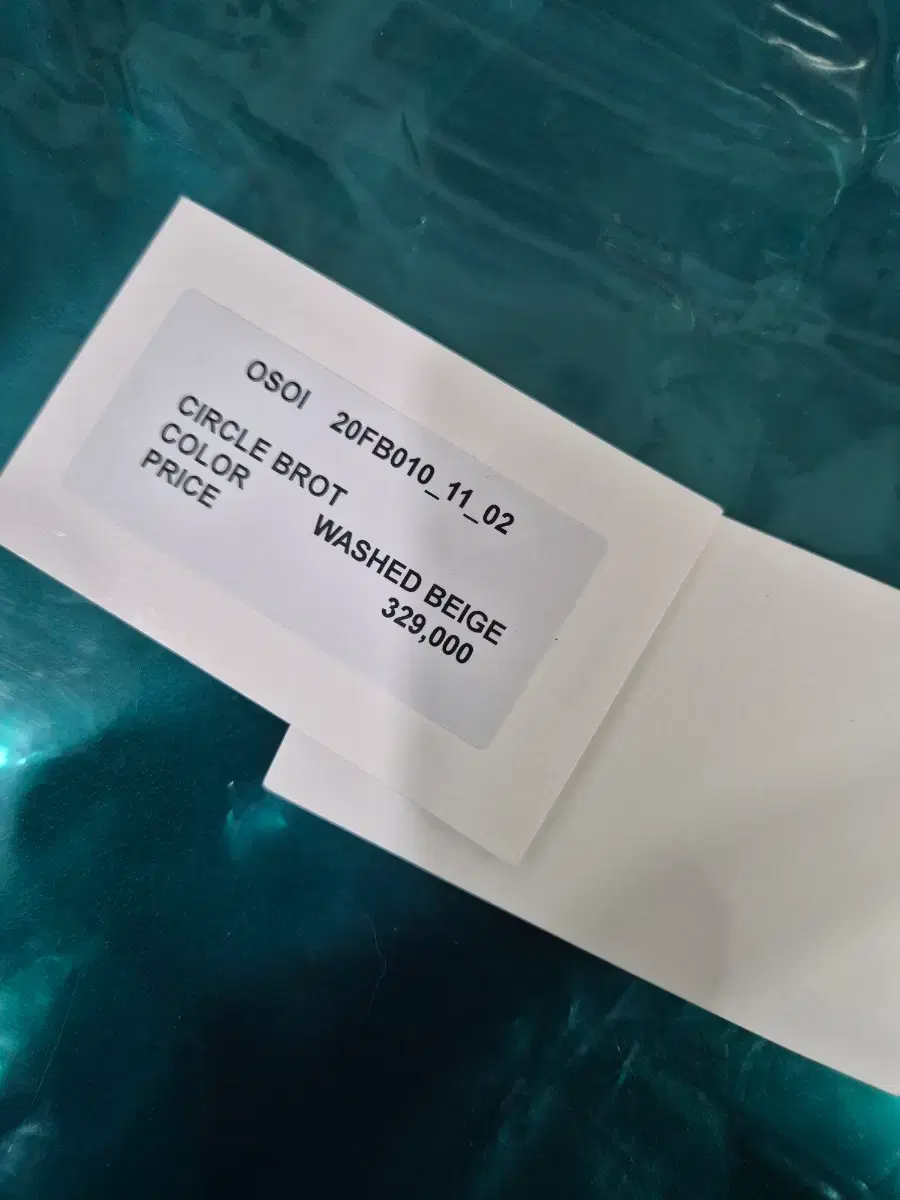 OSOI 20FB010_11_02
CIRCLE BROT
COLOR WASHED BEIGE
PRICE 329,000